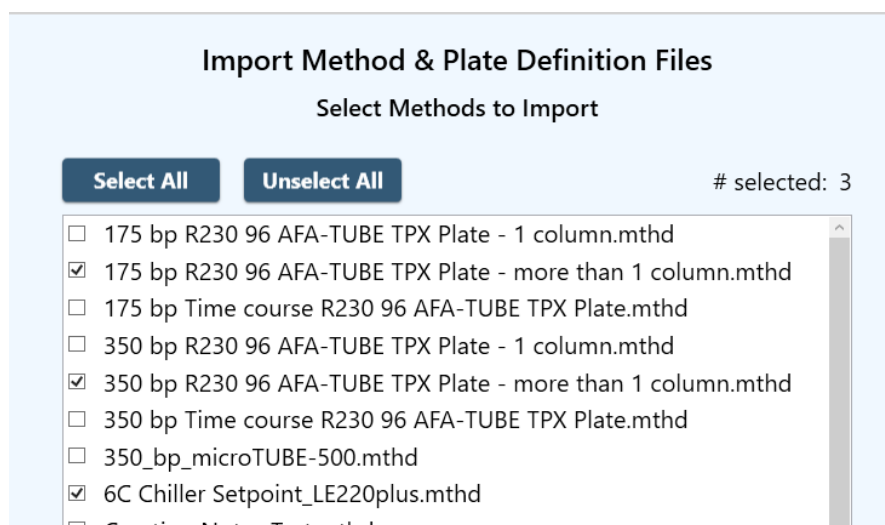 Import Method & Plate Definition Files
Select Methods to Import
Select All Unselect All # selected: 3
175 bp R230 96 AFA-TUBE TPX Plate - 1 column.mthd
175 bp R230 96 AFA-TUBE TPX Plate - more than 1 column.mthd
175 bp Time course R230 96 AFA-TUBE TPX Plate.mthd
350 bp R230 96 AFA-TUBE TPX Plate - 1 column.mthd
350 bp R230 96 AFA-TUBE TPX Plate - more than 1 column.mthd
350 bp Time course R230 96 AFA-TUBE TPX Plate.mthd
350_bp_microTUBE-500.mthd
6C Chiller Setpoint_LE220plus.mthd